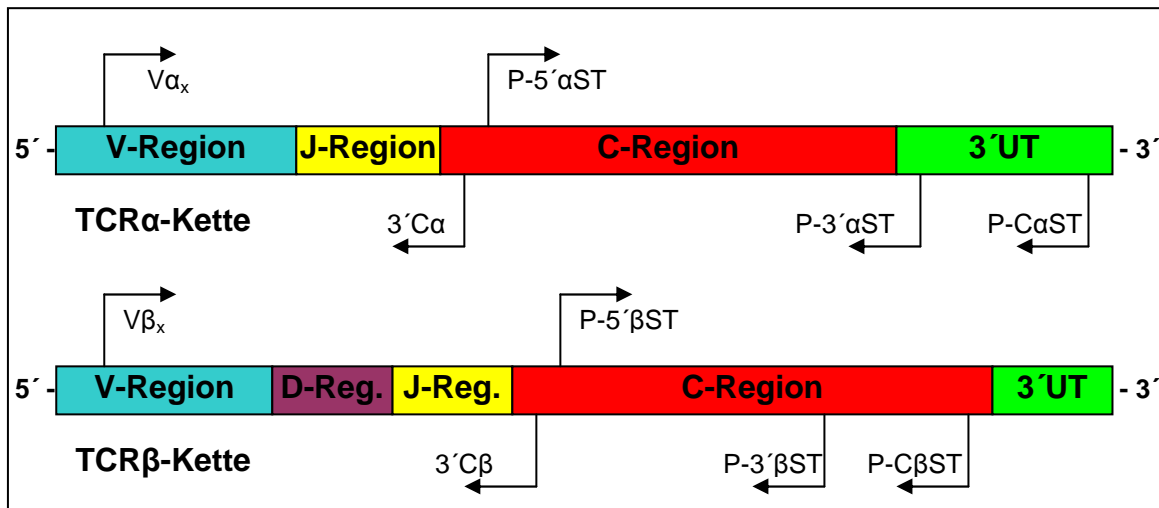 Vαₓ P-5´αST
5´ - V-Region J-Region C-Region 3´UT - 3´
TCRα-Kette 3´Cα P-3´αST P-CαST
Vβₓ P-5´βST
5´ - V-Region D-Reg. J-Reg. C-Region 3´UT - 3´
TCRβ-Kette 3´Cβ P-3´βST P-CβST